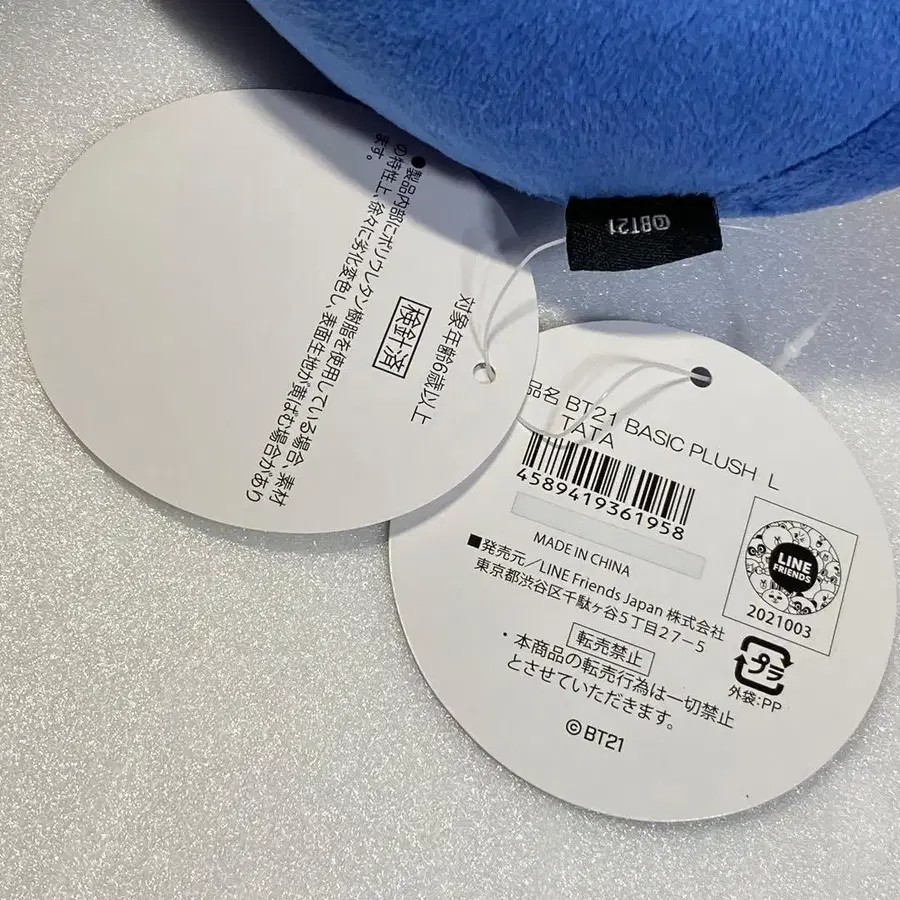 ©BT21
●製品内部にポリウレタン樹脂を使用している場合、素材
の特性上、徐々に劣化変色し、表面生地が黄ばむ場合があり
ます。
検針済
対象年齢6歳以上
品名 BT21 BASIC PLUSH L
TATA
4589419361958
MADE IN CHINA
■発売元/LINE Friends Japan 株式会社
東京都渋谷区千駄ヶ谷5丁目27-5
転売禁止
・本商品の転売行為は一切禁止
とさせていただきます。
©BT21
LINE
FRIENDS
2021003
プラ
外袋:PP